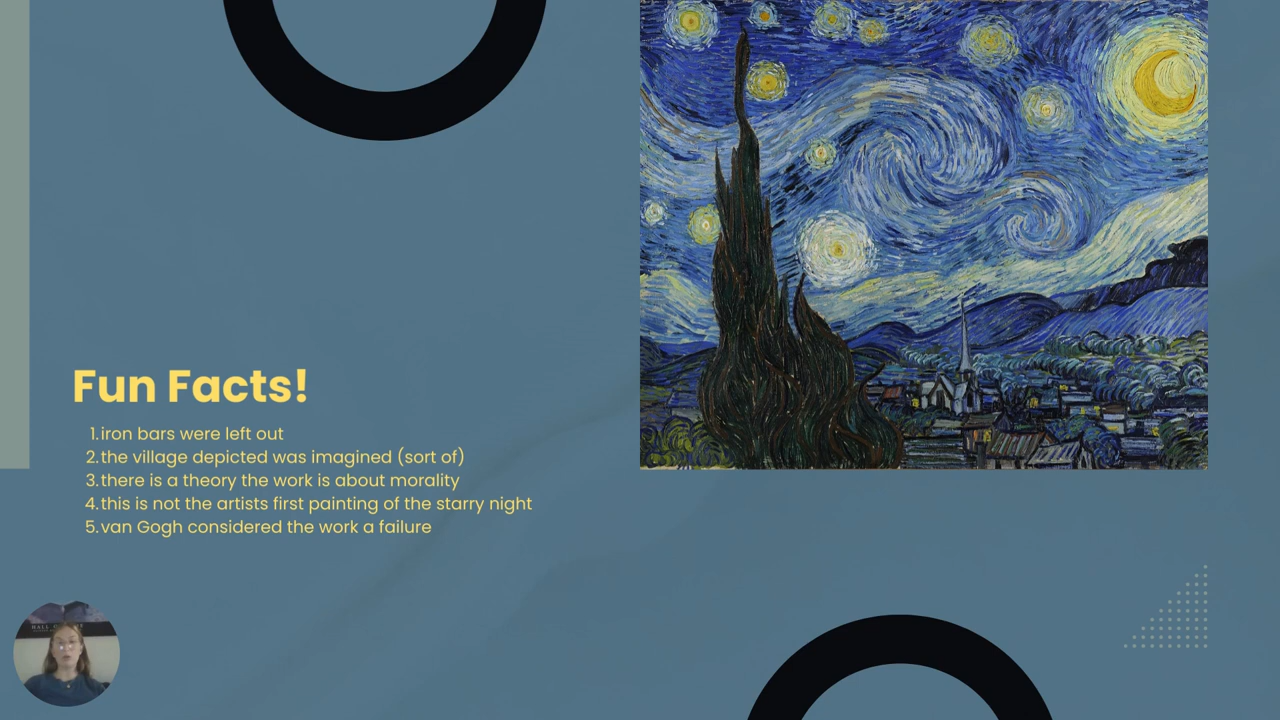 Fun Facts!
1.iron bars were left out
2.the village depicted was imagined (sort of)
3.there is a theory the work is about morality
4.this is not the artists first painting of the starry night
5.van Gogh considered the work a failure